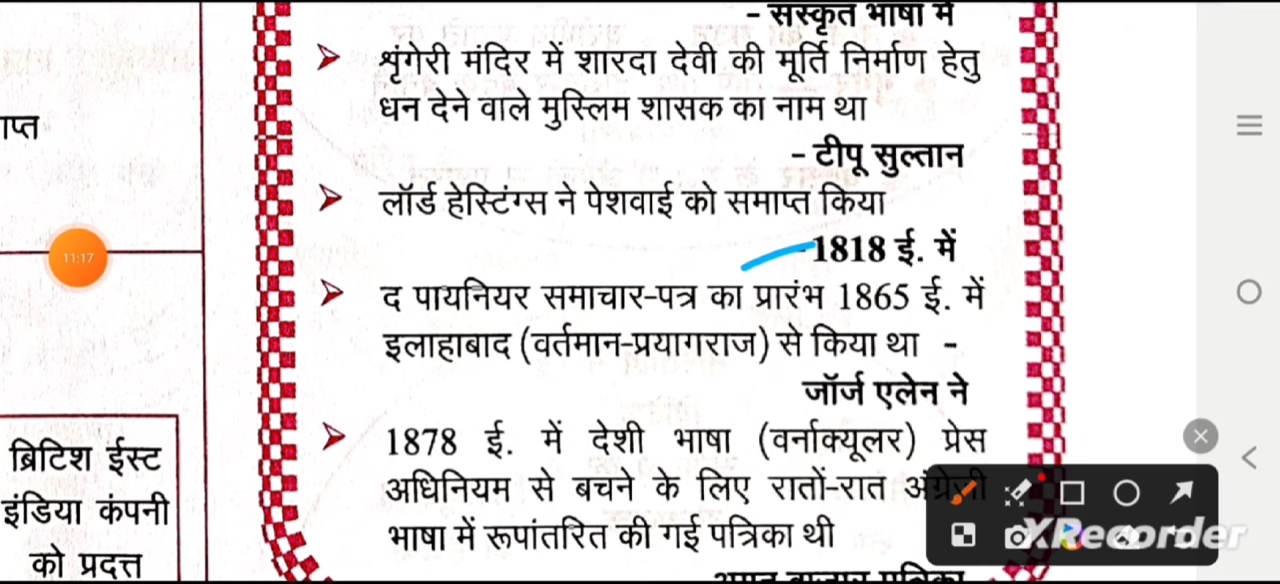 - संस्कृत भाषा में
शृंगेरी मंदिर में शारदा देवी की मूर्ति निर्माण हेतु
धन देने वाले मुस्लिम शासक का नाम था
- टीपू सुल्तान
लॉर्ड हेस्टिंग्स ने पेशवाई को समाप्त किया
- 1818 ई. में
द पायनियर समाचार-पत्र का प्रारंभ 1865 ई. में
इलाहाबाद (वर्तमान-प्रयागराज) से किया था -
जॉर्ज एलेन ने
1878 ई. में देशी भाषा (वर्नाक्यूलर) प्रेस
अधिनियम से बचने के लिए रातों-रात अंग्रेजी
भाषा में रूपांतरित की गई पत्रिका थी
ाप्त
11:17
ब्रिटिश ईस्ट
इंडिया कंपनी
को प्रदत्त
XRecorder